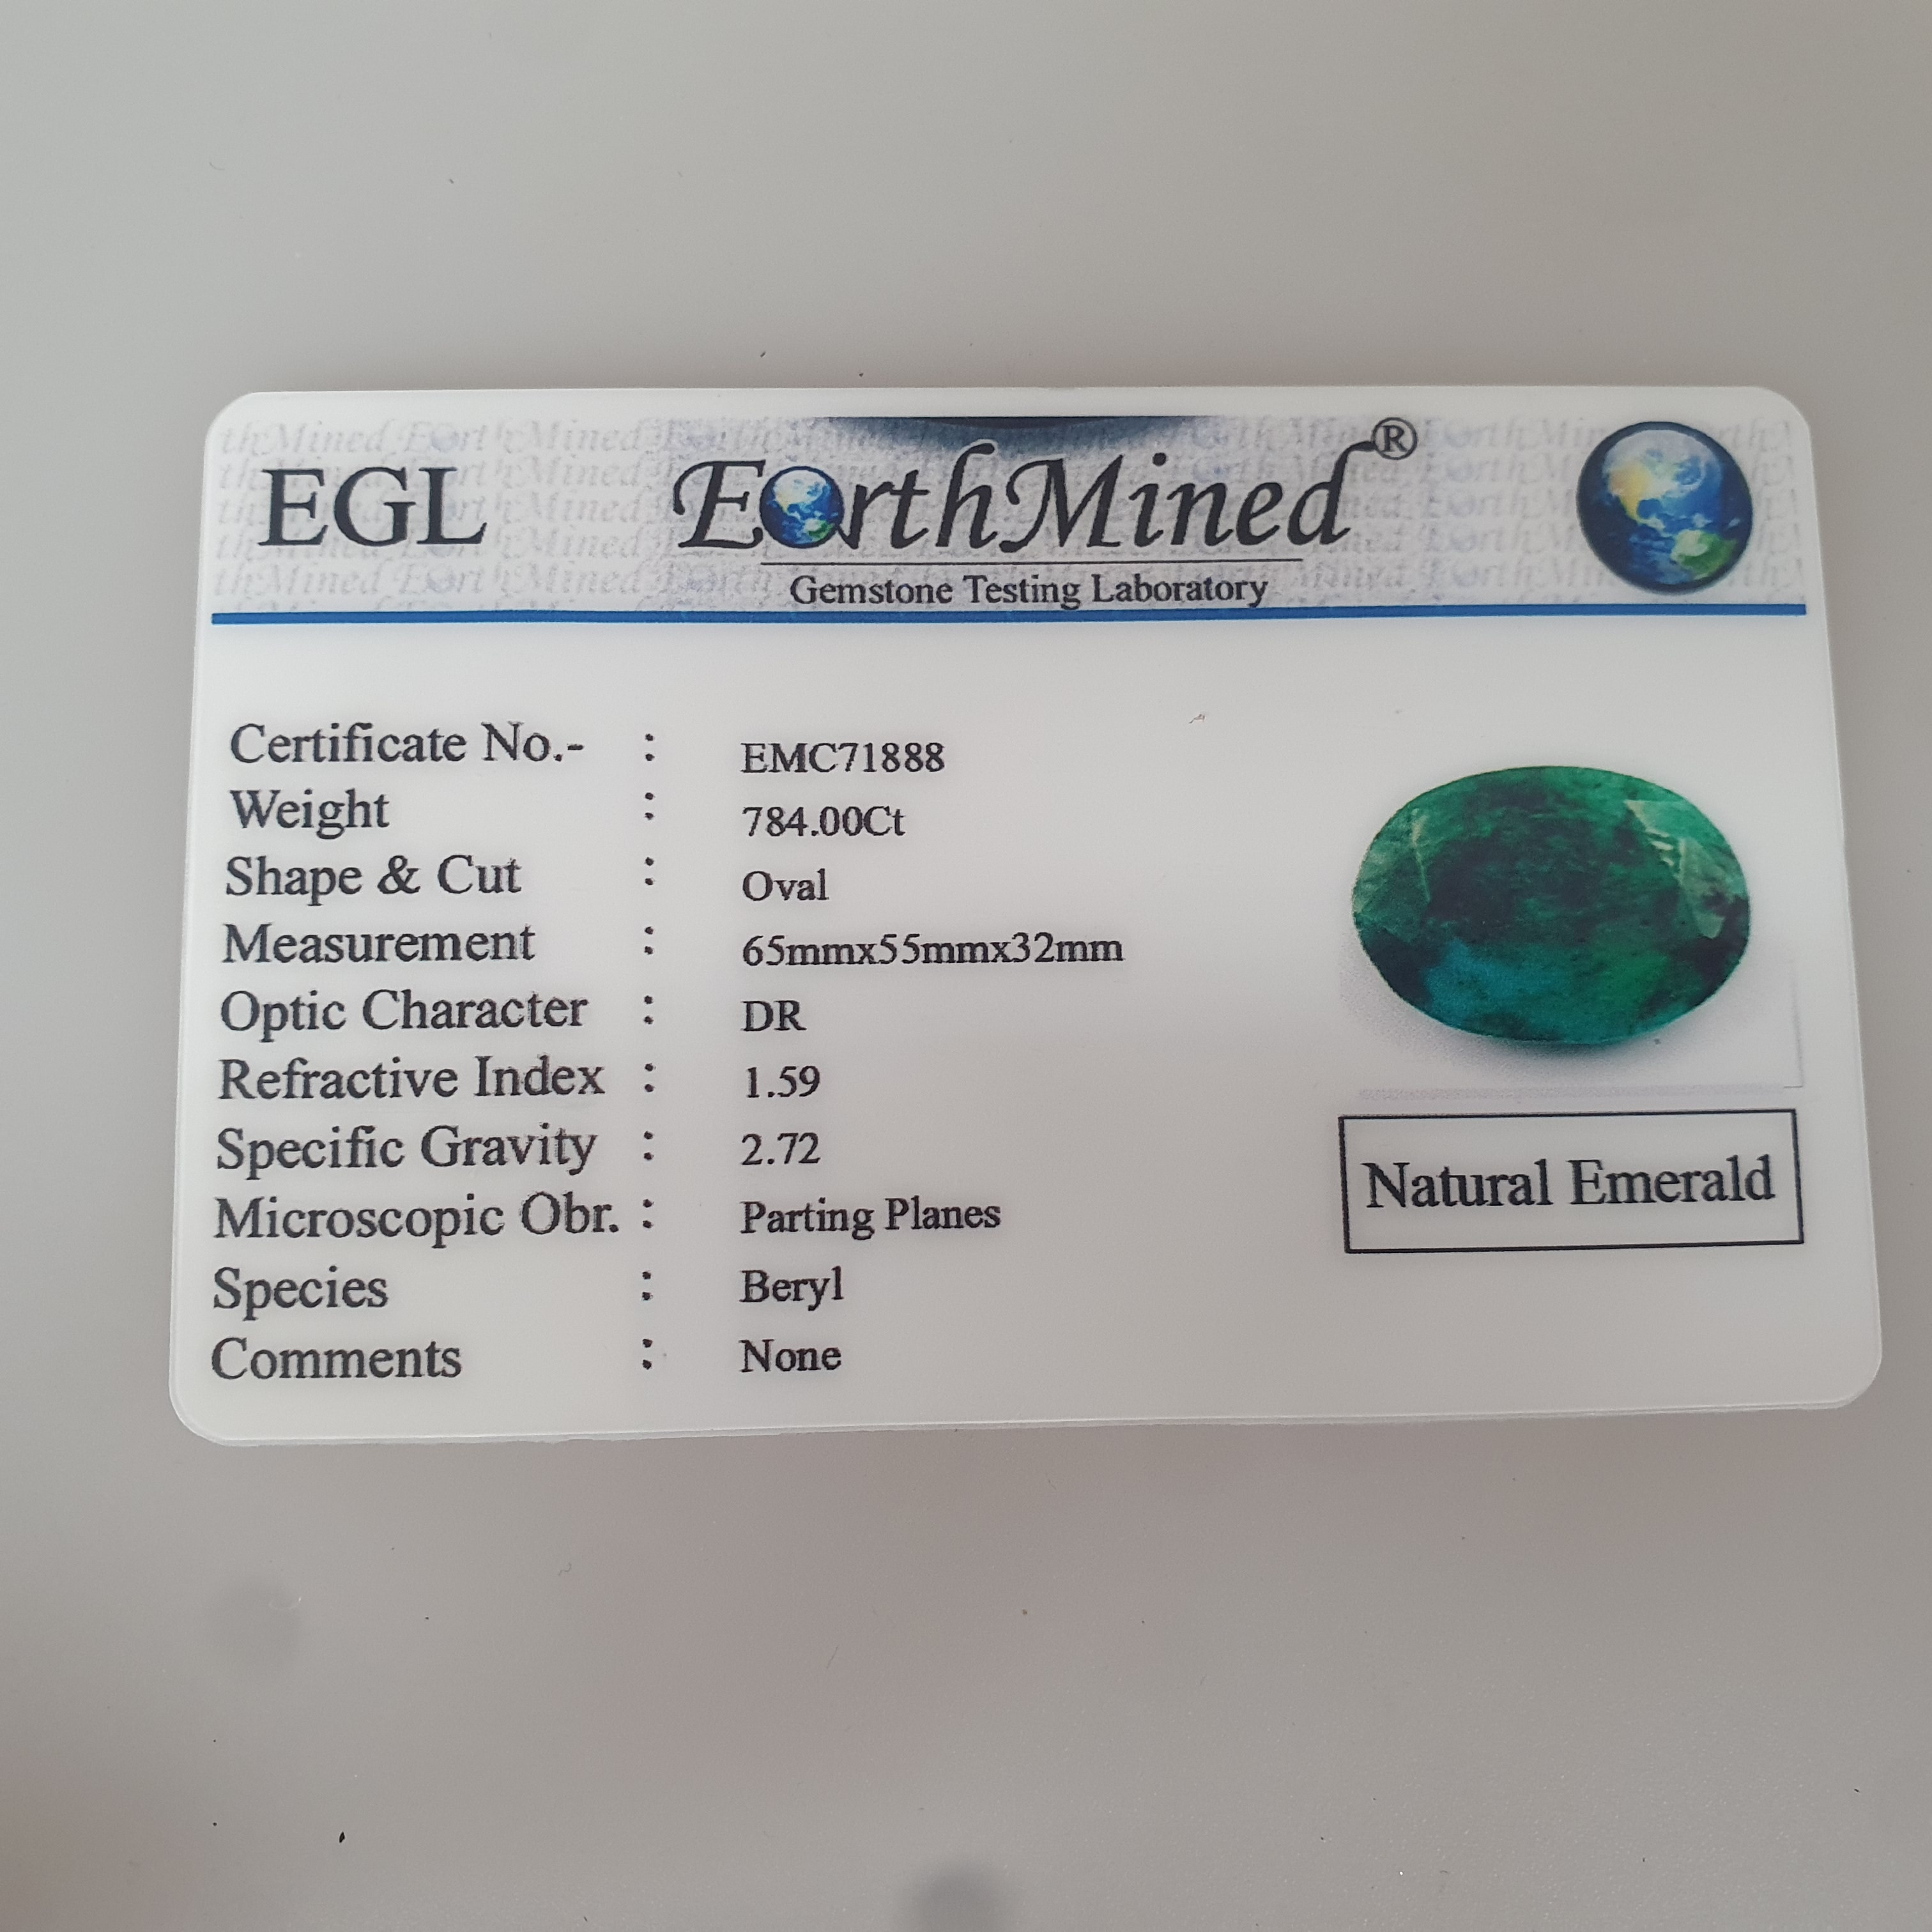 EGL
EarthMined®
Gemstone Testing Laboratory
Certificate No.- : EMC71888
Weight : 784.00Ct
Shape & Cut : Oval
Measurement : 65mmx55mmx32mm
Optic Character : DR
Refractive Index : 1.59
Specific Gravity : 2.72
Microscopic Obr. : Parting Planes
Species : Beryl
Comments : None
Natural Emerald